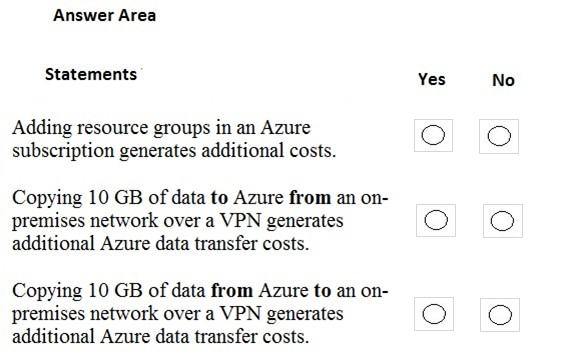 Answer Area
Statements
Yes No
Adding resource groups in an Azure
subscription generates additional costs.
Copying 10 GB of data to Azure from an on-
premises network over a VPN generates
additional Azure data transfer costs.
Copying 10 GB of data from Azure to an on-
premises network over a VPN generates
additional Azure data transfer costs.